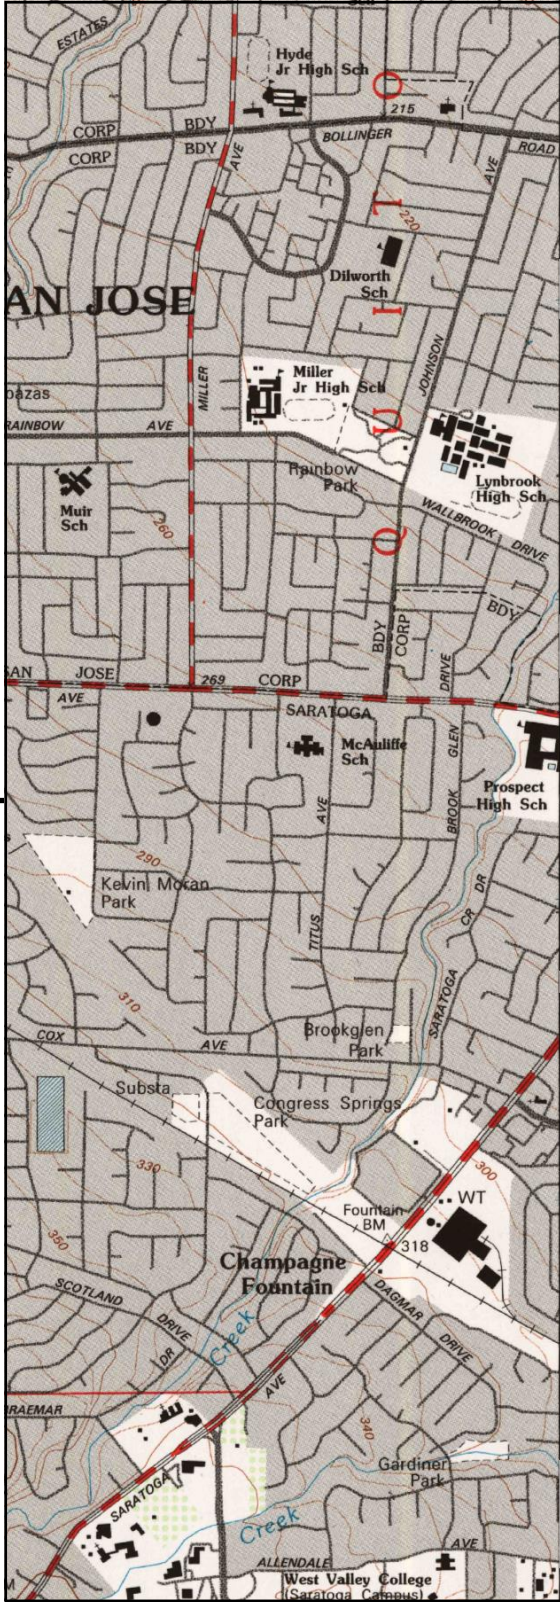 ESTATES
Hyde
Jr High Sch
O
215
CORP
BDY
BOLLINGER
ROAD
CORP
BDY
AVE
AVE
T
220
Dilworth
Sch
I
AN JOSE
JOHNSON
Miller
Jr High Sch
MILLER
bazas
RAINBOW
AVE
U
Rainbow
Park
Lynbrook
High Sch
Muir
Sch
WALLBROOK
DRIVE
260
Q
BDY
BDY
CORP
SAN
JOSE
269
CORP
DRIVE
AVE
SARATOGA
McAuliffe
Sch
GLEN
BROOK
Prospect
High Sch
AVE
290
Kevin Moran
Park
TITUS
CR
DR
SARATOGA
310
Brookglen
Park
COX
AVE
Substa
Congress Springs
Park
330
300
WT
Fountain
BM
318
350
Champagne
Fountain
SCOTLAND
DRIVE
DAGMAR
DRIVE
DR
Creek
AVE
RAEMAR
340
Gardiner
Park
SARATOGA
Creek
ALLENDALE
AVE
West Valley College
(Saratoga Campus)
M